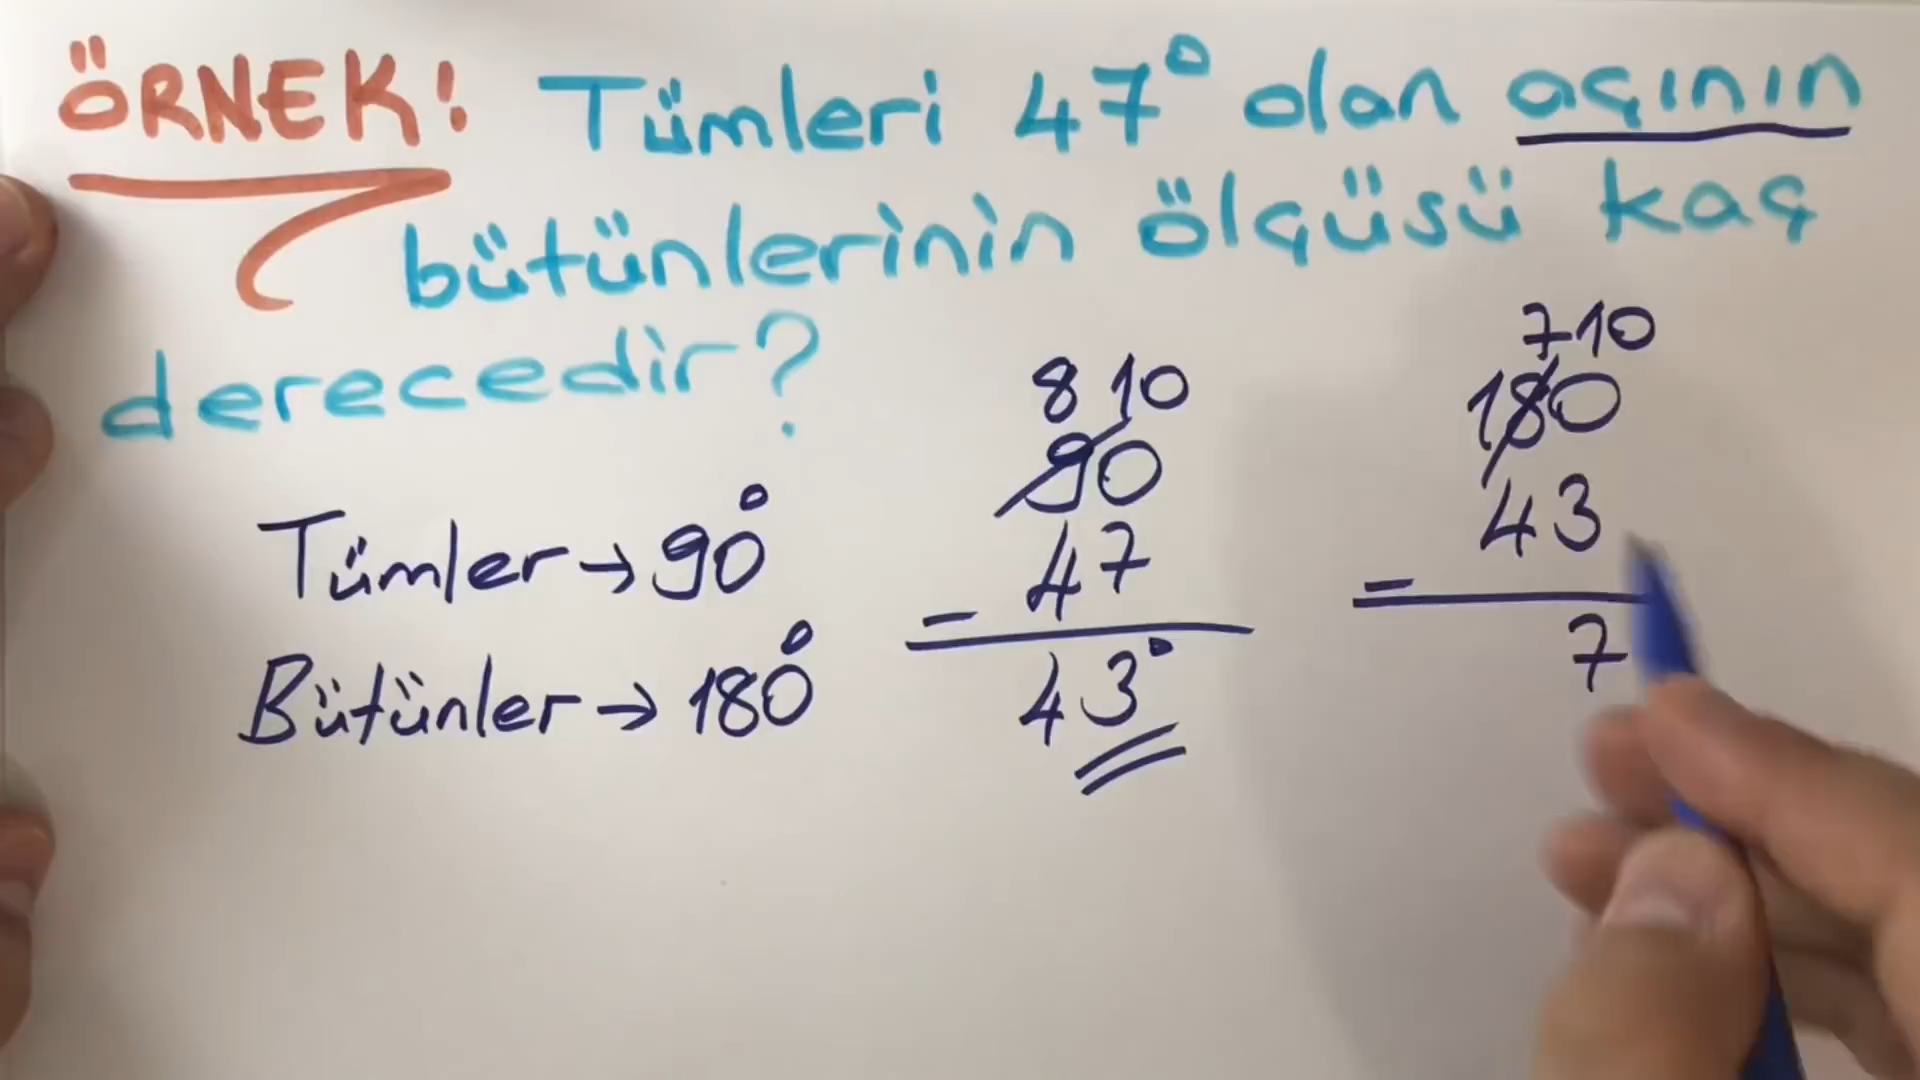 ÖRNEK! Tümleri 47° olan açının
bütünlerinin ölçüsü kaç
derecedir?
Tümler → 90°
Bütünler → 180°
8 10
90
47
-
43°
7 10
180
43
-
7